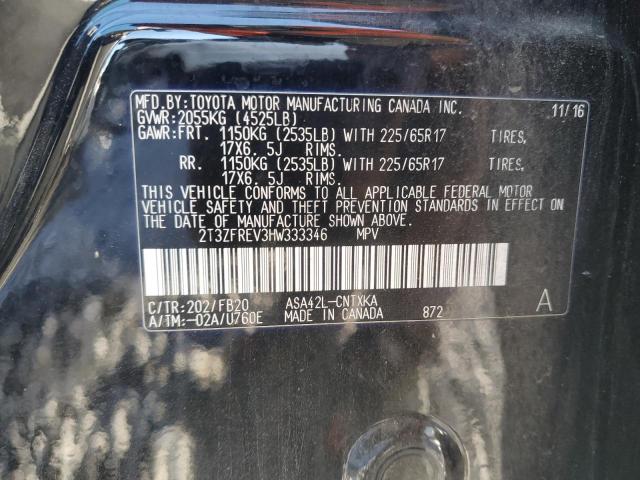 MFD.BY:TOYOTA MOTOR MANUFACTURING CANADA INC. 11/16
GVWR:2055KG (4525LB)
GAWR:FRT. 1150KG (2535LB) WITH 225/65R17 TIRES,
17X6. 5J RIMS.
RR. 1150KG (2535LB) WITH 225/65R17 TIRES,
17X6. 5J RIMS.
THIS VEHICLE CONFORMS TO ALL APPLICABLE FEDERAL MOTOR
VEHICLE SAFETY AND THEFT PREVENTION STANDARDS IN EFFECT ON
THE DATE OF MANUFACTURE SHOWN ABOVE.
2T3ZFREV3HW333346 MPV
C/TR:202/FB20 ASA42L-CNTXKA A
A/TM:-02A/U760E MADE IN CANADA 872